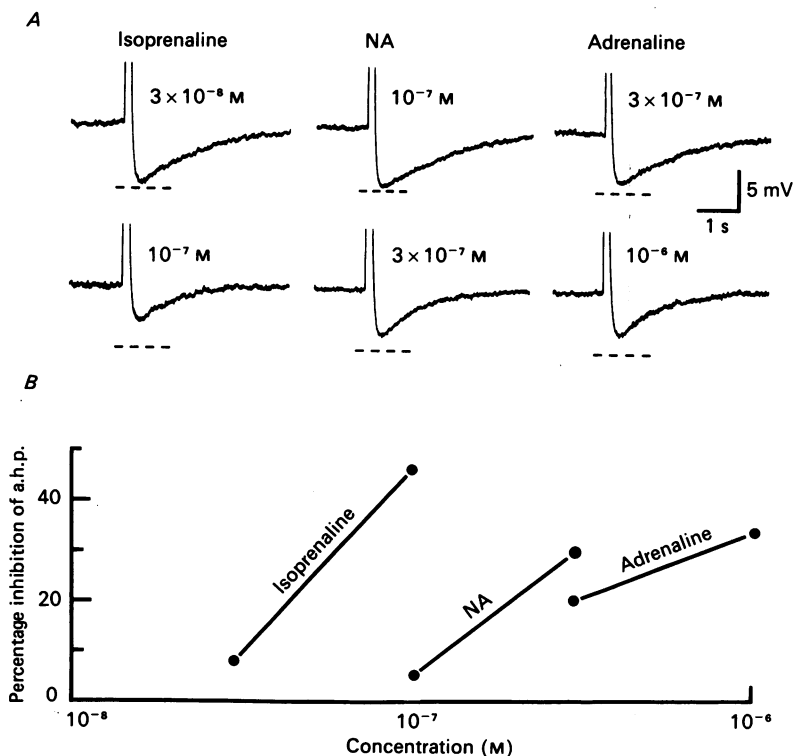 A
Isoprenaline NA Adrenaline
3 × 10⁻⁸ M 10⁻⁷ M 3 × 10⁻⁷ M
5 mV
1 s
10⁻⁷ M 3 × 10⁻⁷ M 10⁻⁶ M
B
Percentage inhibition of a.h.p.
40
20
0
Isoprenaline
NA
Adrenaline
10⁻⁸ 10⁻⁷ 10⁻⁶
Concentration (M)